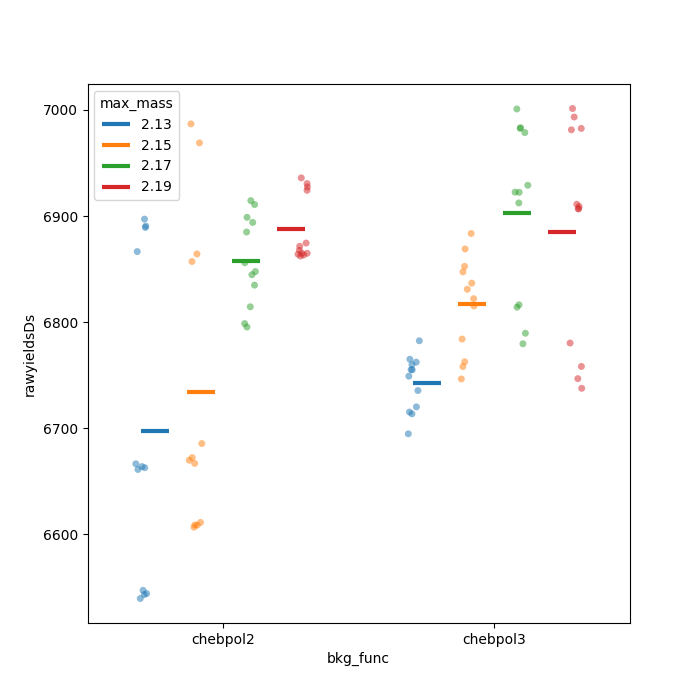 max_mass
2.13
2.15
2.17
2.19
7000
6900
6800
6700
6600
rawyieldsDs
chebpol2 chebpol3
bkg_func